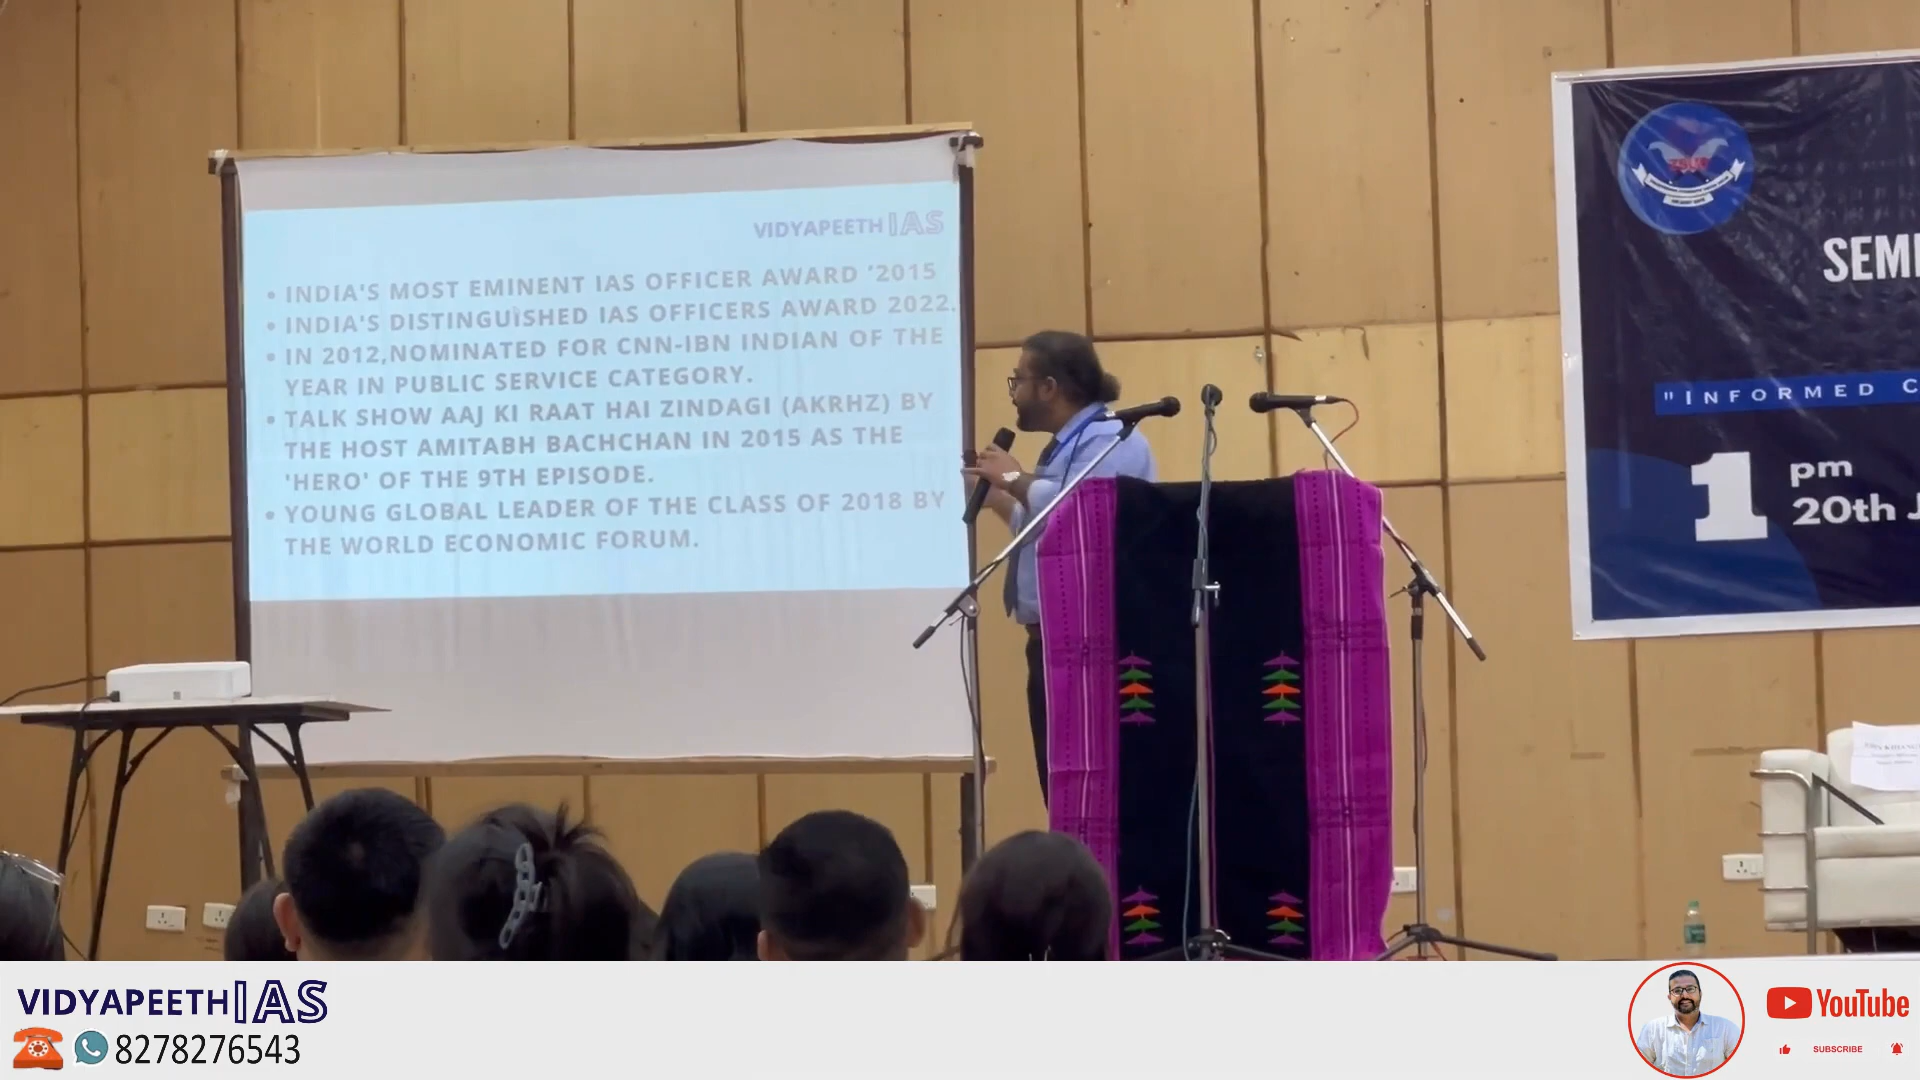 VIDYAPEETH IAS
• INDIA'S MOST EMINENT IAS OFFICER AWARD '2015
• INDIA'S DISTINGUISHED IAS OFFICERS AWARD 2022.
• IN 2012,NOMINATED FOR CNN-IBN INDIAN OF THE
YEAR IN PUBLIC SERVICE CATEGORY.
• TALK SHOW AAJ KI RAAT HAI ZINDAGI (AKRHZ) BY
THE HOST AMITABH BACHCHAN IN 2015 AS THE
'HERO' OF THE 9TH EPISODE.
• YOUNG GLOBAL LEADER OF THE CLASS OF 2018 BY
THE WORLD ECONOMIC FORUM.
SEMI
"INFORMED C
1 pm
20th J
VIDYAPEETH IAS
8278276543
YouTube
SUBSCRIBE